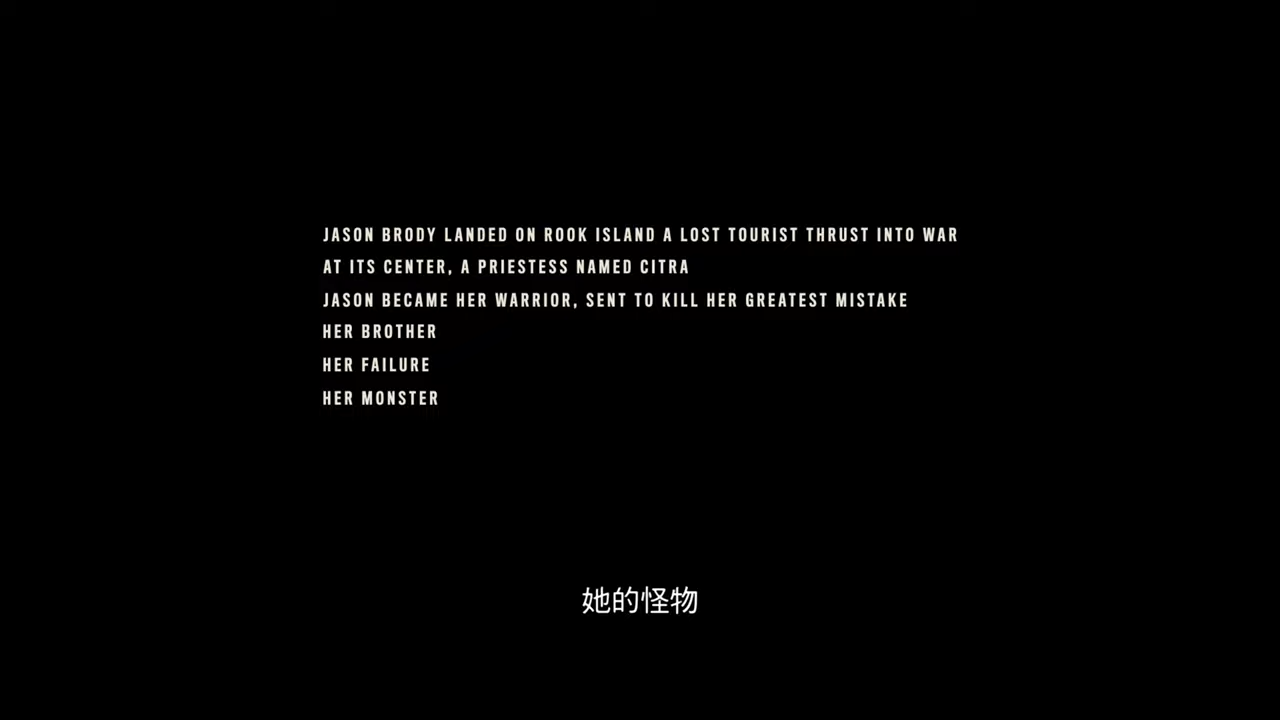 JASON BRODY LANDED ON ROOK ISLAND A LOST TOURIST THRUST INTO WAR
AT ITS CENTER, A PRIESTESS NAMED CITRA
JASON BECAME HER WARRIOR, SENT TO KILL HER GREATEST MISTAKE
HER BROTHER
HER FAILURE
HER MONSTER
她的怪物